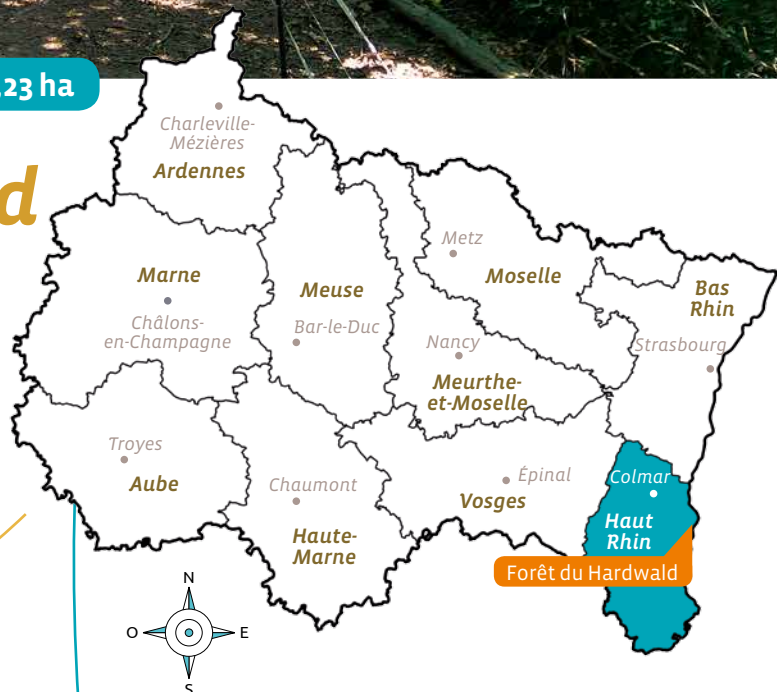 23 ha
d
Charleville-
Mézières
Ardennes
Marne
Châlons-
en-Champagne
Meuse
Bar-le-Duc
Metz
Moselle
Nancy
Meurthe-
et-Moselle
Bas
Rhin
Strasbourg
Troyes
Aube
Chaumont
Haute-
Marne
Épinal
Vosges
Colmar
Haut
Rhin
Forêt du Hardwald
N
O
E
S